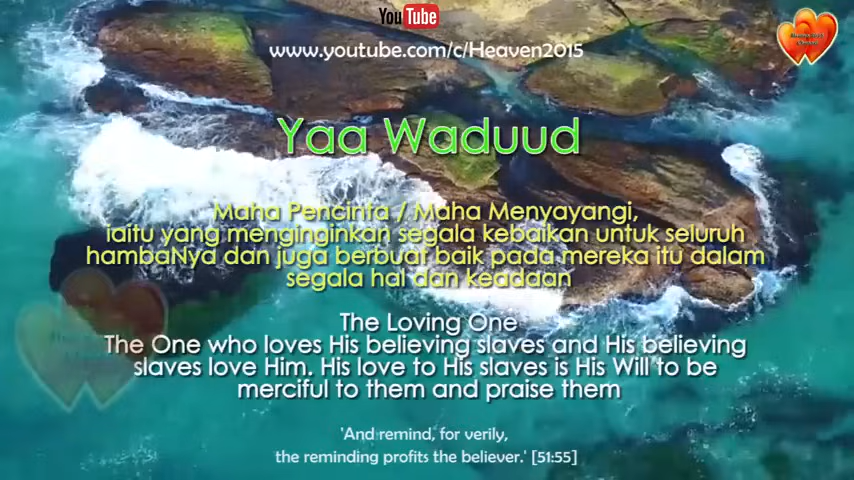 YouTube
www.youtube.com/c/Heaven2015
Yaa Waduud
Maha Pencinta / Maha Menyayangi,
iaitu yang menginginkan segala kebaikan untuk seluruh
hambaNya dan juga berbuat baik pada mereka itu dalam
segala hal dan keadaan
The Loving One
The One who loves His believing slaves and His believing
slaves love Him. His love to His slaves is His Will to be
merciful to them and praise them
'And remind, for verily,
the reminding profits the believer.' [51:55]